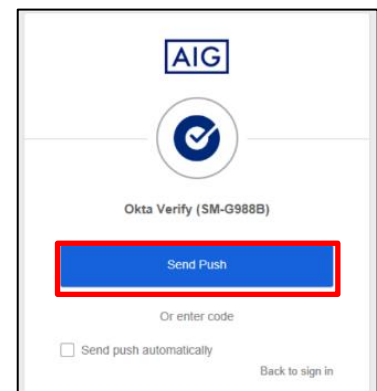 AIG
Okta Verify (SM-G988B)
Send Push
Or enter code
Send push automatically
Back to sign in